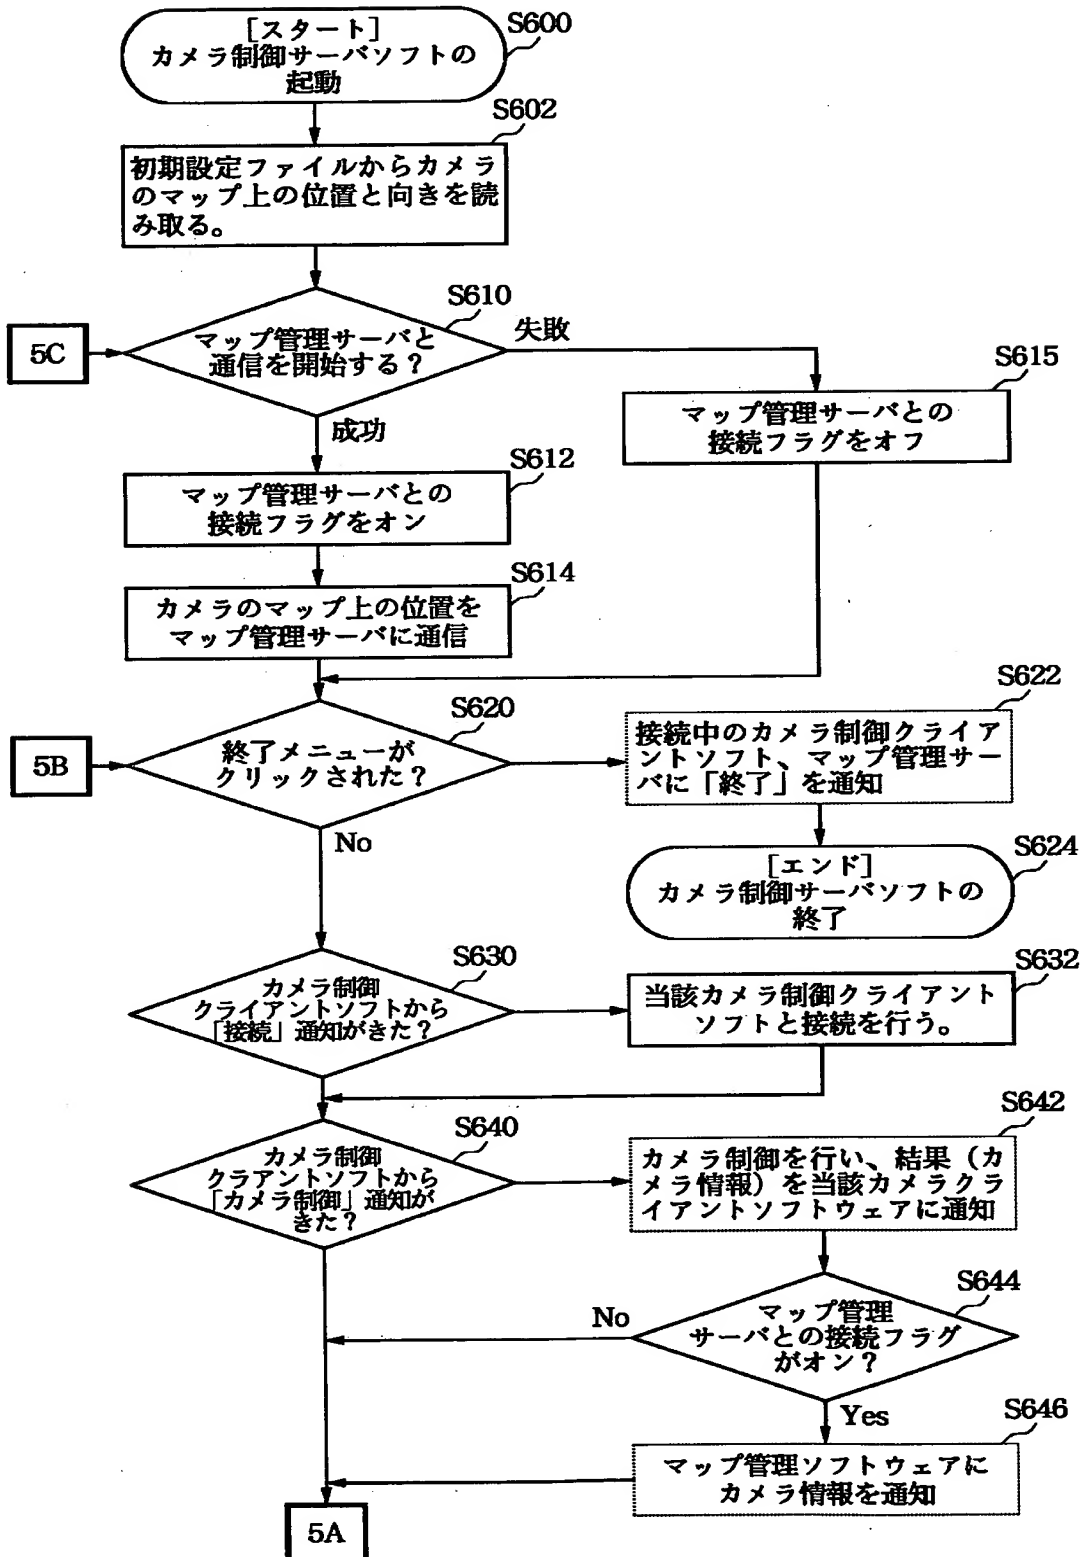 [スタート]
カメラ制御サーバソフトの
起動
S600
S602
初期設定ファイルからカメラ
のマップ上の位置と向きを読
み取る。
S610
5C
マップ管理サーバと
通信を開始する?
失敗
成功
S615
マップ管理サーバとの
接続フラグをオフ
S612
マップ管理サーバとの
接続フラグをオン
S614
カメラのマップ上の位置を
マップ管理サーバに通信
S620
5B
終了メニューが
クリックされた?
No
S622
接続中のカメラ制御クライア
ントソフト、マップ管理サー
バに「終了」を通知
S624
[エンド]
カメラ制御サーバソフトの
終了
S630
カメラ制御
クライアントソフトから
「接続」通知がきた?
S632
当該カメラ制御クライアント
ソフトと接続を行う。
S640
カメラ制御
クラアントソフトから
「カメラ制御」通知が
きた?
S642
カメラ制御を行い、結果(カ
メラ情報)を当該カメラクラ
イアントソフトウェアに通知
S644
マップ管理
サーバとの接続フラグ
がオン?
No
Yes
S646
マップ管理ソフトウェアに
カメラ情報を通知
5A